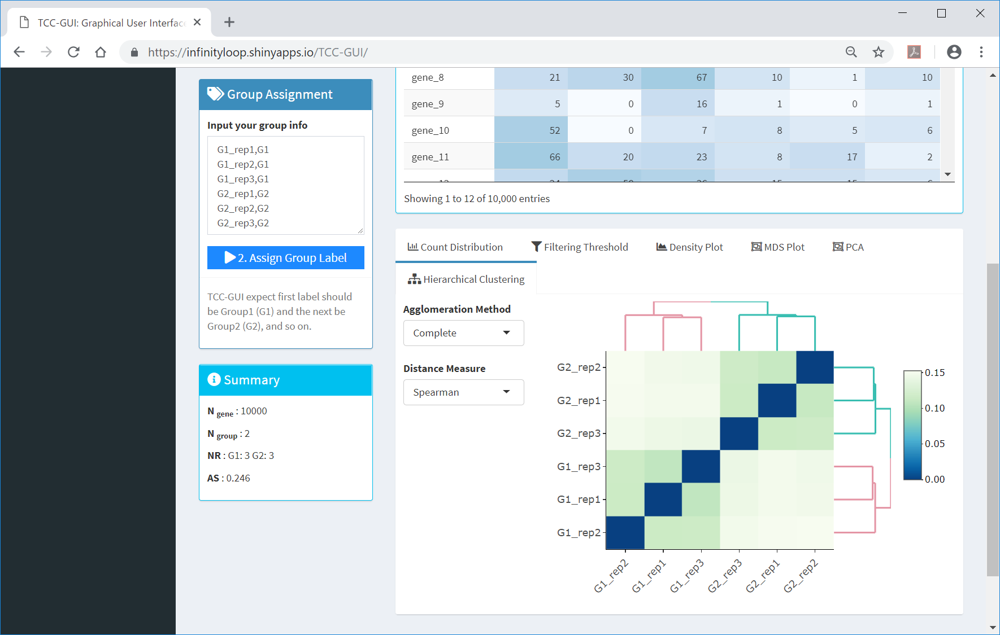 TCC-GUI: Graphical User Interface
https://infinityloop.shinyapps.io/TCC-GUI/
Group Assignment
Input your group info
G1_rep1,G1
G1_rep2,G1
G1_rep3,G1
G2_rep1,G2
G2_rep2,G2
G2_rep3,G2
2. Assign Group Label
TCC-GUI expect first label should
be Group1 (G1) and the next be
Group2 (G2), and so on.
Summary
N gene : 10000
N group : 2
NR : G1: 3 G2: 3
AS : 0.246
gene_8 21 30 67 10 1 10
gene_9 5 0 16 1 0 1
gene_10 52 0 7 8 5 6
gene_11 66 20 23 8 17 2
Showing 1 to 12 of 10,000 entries
Count Distribution Filtering Threshold Density Plot MDS Plot PCA
Hierarchical Clustering
Agglomeration Method
Complete
Distance Measure
Spearman
G2_rep2
G2_rep1
G2_rep3
G1_rep3
G1_rep1
G1_rep2
G1_rep2 G1_rep1 G1_rep3 G2_rep3 G2_rep1 G2_rep2
0.15
0.10
0.05
0.00